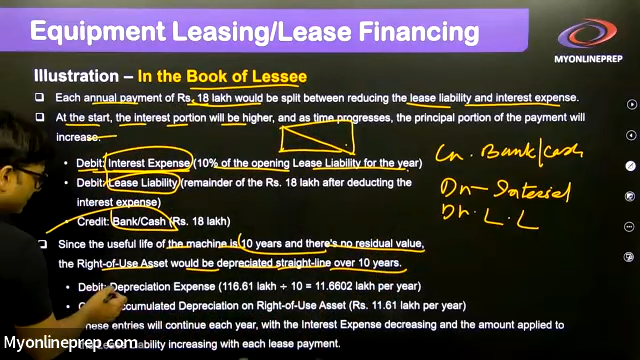 Equipment Leasing/Lease Financing
MYONLINEPREP
Illustration – In the Book of Lessee
Each annual payment of Rs. 18 lakh would be split between reducing the lease liability and interest expense.
At the start, the interest portion will be higher, and as time progresses, the principal portion of the payment will
increase.
• Debit: Interest Expense (10% of the opening Lease Liability for the year)
• Debit: Lease Liability (remainder of the Rs. 18 lakh after deducting the
interest expense)
• Credit: Bank/Cash (Rs. 18 lakh)
Cr. Bank/Cash
Dr – Interest
Dr. L. L
Since the useful life of the machine is 10 years and there's no residual value,
the Right-of-Use Asset would be depreciated straight-line over 10 years.
Debit: Depreciation Expense (116.61 lakh ÷ 10 = 11.6602 lakh per year)
Accumulated Depreciation on Right-of-Use Asset (Rs. 11.61 lakh per year)
These entries will continue each year, with the Interest Expense decreasing and the amount applied to
Liability increasing with each lease payment.
Myonlineprep.com